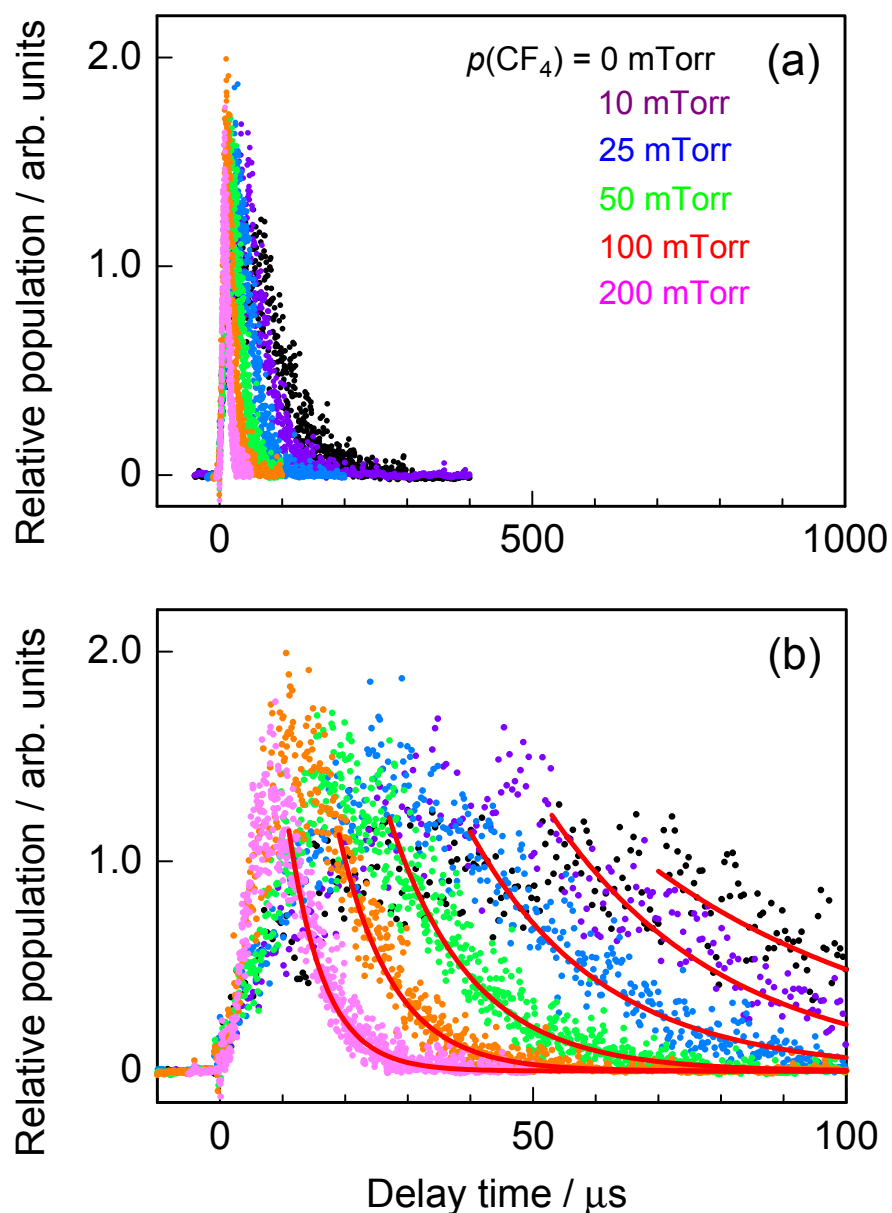 p(CF₄) = 0 mTorr
(a)
10 mTorr
25 mTorr
50 mTorr
100 mTorr
200 mTorr
Relative population / arb. units
2.0
1.0
0
0
500
1000
(b)
Relative population / arb. units
2.0
1.0
0
0
50
100
Delay time / μs